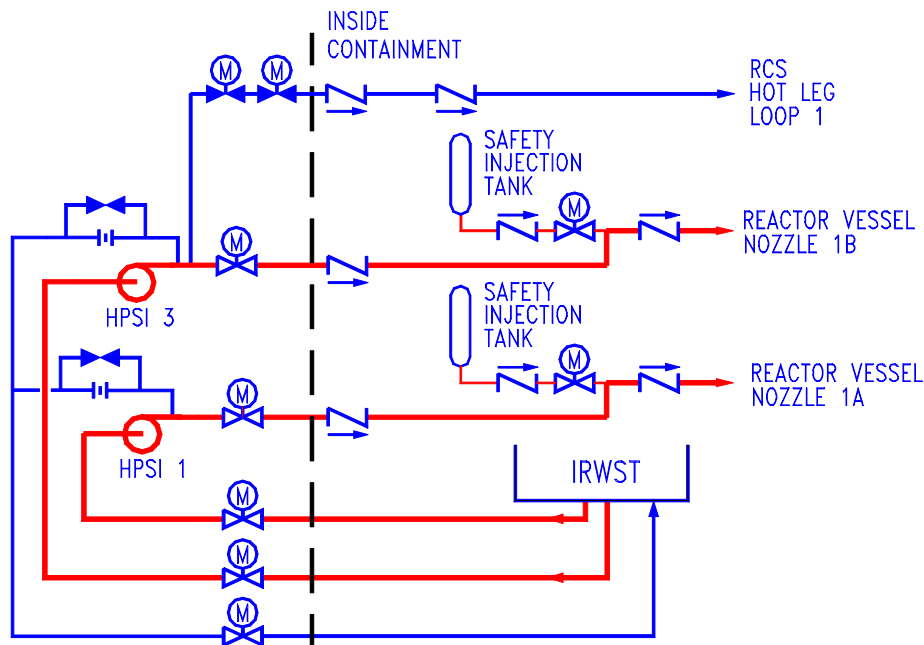 INSIDE
CONTAINMENT
M
M
RCS
HOT LEG
LOOP 1
SAFETY
INJECTION
TANK
M
REACTOR VESSEL
NOZZLE 1B
M
HPSI 3
SAFETY
INJECTION
TANK
M
REACTOR VESSEL
NOZZLE 1A
M
HPSI 1
IRWST
M
M
M